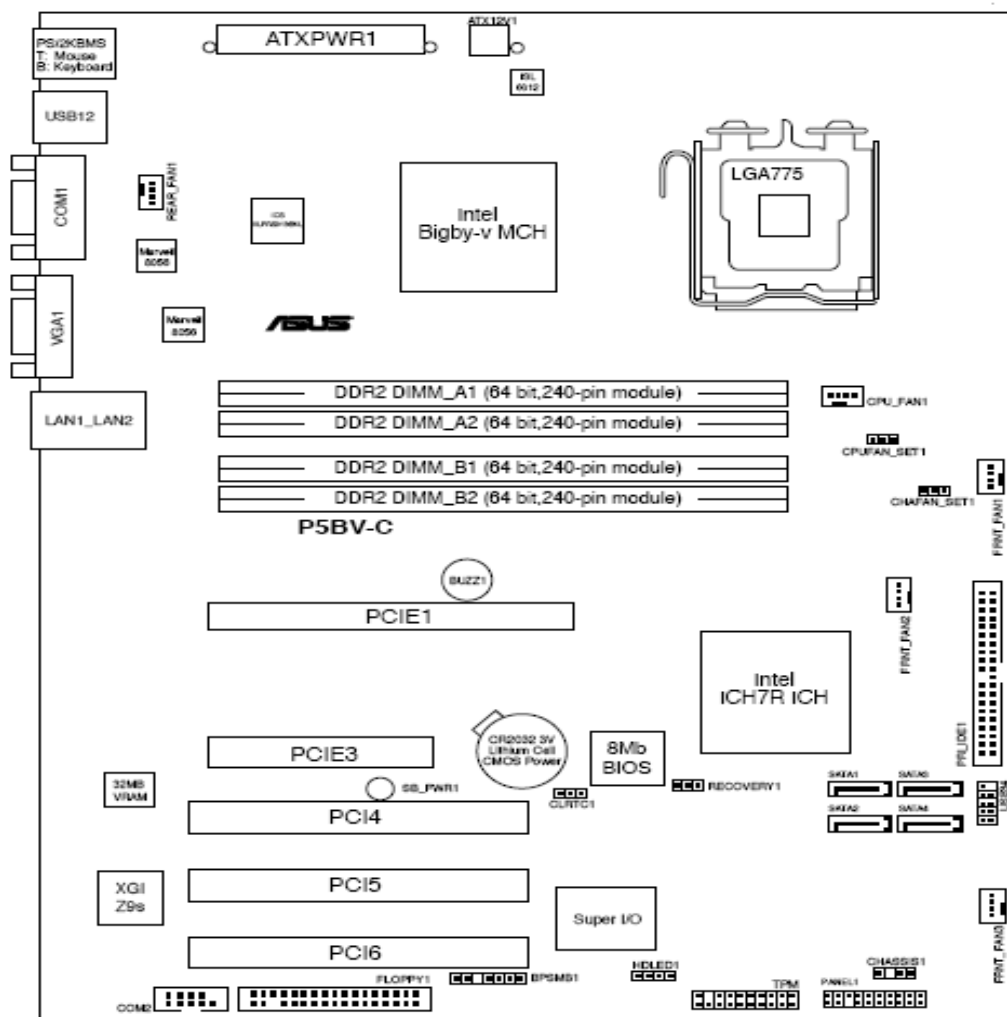 ATX12V1
ATXPWR1
PS/2KBMS
T: Mouse
B: Keyboard
ISL
6612
USB12
LGA775
COM1
REAR_FAN1
ICS
Intel
Bigby-v MCH
Marvell
8056
VGA1
Marvell
8056
ASUS
LAN1_LAN2
DDR2 DIMM_A1 (64 bit,240-pin module)
DDR2 DIMM_A2 (64 bit,240-pin module)
DDR2 DIMM_B1 (64 bit,240-pin module)
DDR2 DIMM_B2 (64 bit,240-pin module)
CPU_FAN1
CPUFAN_SET1
CHAFAN_SET1
FRNT_FAN1
P5BV-C
BUZZ1
PCIE1
FRNT_FAN2
Intel
ICH7R ICH
PRI_IDE1
CR2032 3V
Lithium Cell
CMOS Power
8Mb
BIOS
PCIE3
32MB
VRAM
SB_PWR1
CLRTC1
RECOVERY1
SATA1
SATA3
SATA2
SATA4
PCI4
PCI5
XGI
Z9s
Super I/O
FRNT_FAN3
PCI6
FLOPPY1
BPSMB1
HDLED1
CHASSIS1
COM2
TPM
PANEL1